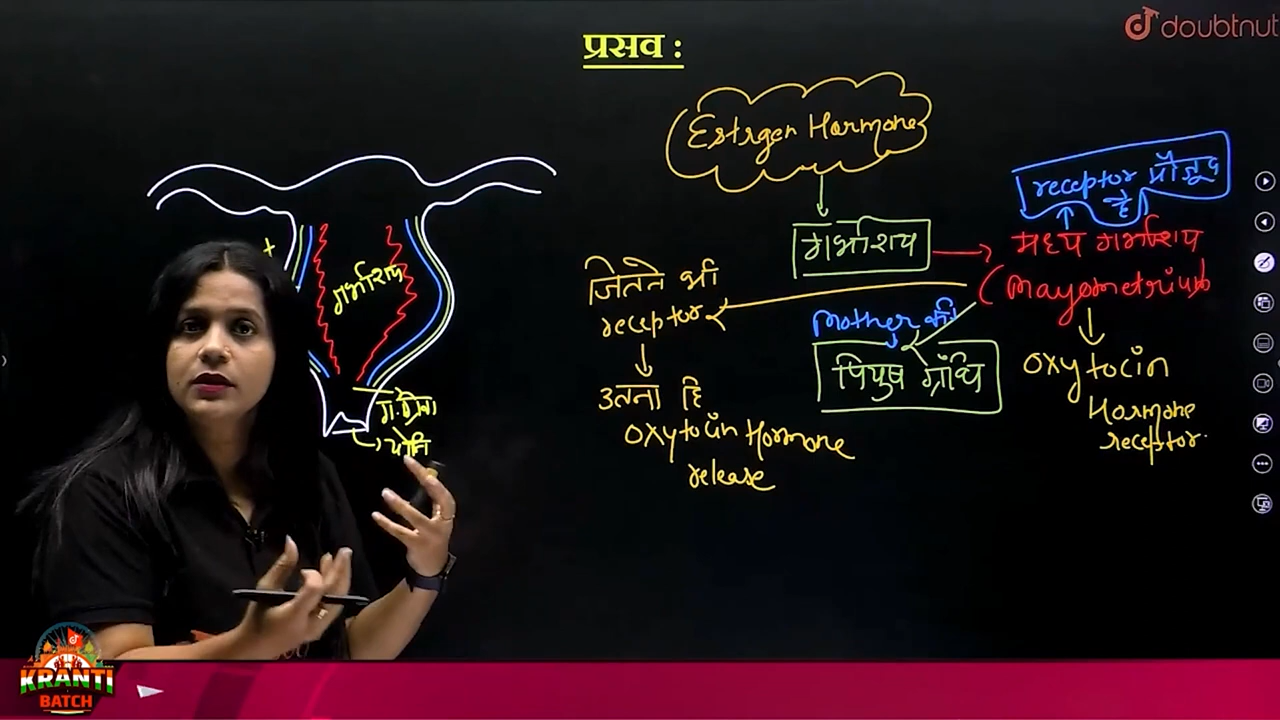 doubtnut
प्रसव :
Estrgen Hormone
receptor मौजूद
है
गर्भाशय
मध्य गर्भाशय
(Mayometrium)
Mother की
पियुष ग्रंथि
जितने भी
receptor
उतना हि
oxytocin Hormone
release
oxytocin
Hormone
receptor
+
गर्भाशय
ग. ग्रीवा
योनि
KRANTI
BATCH